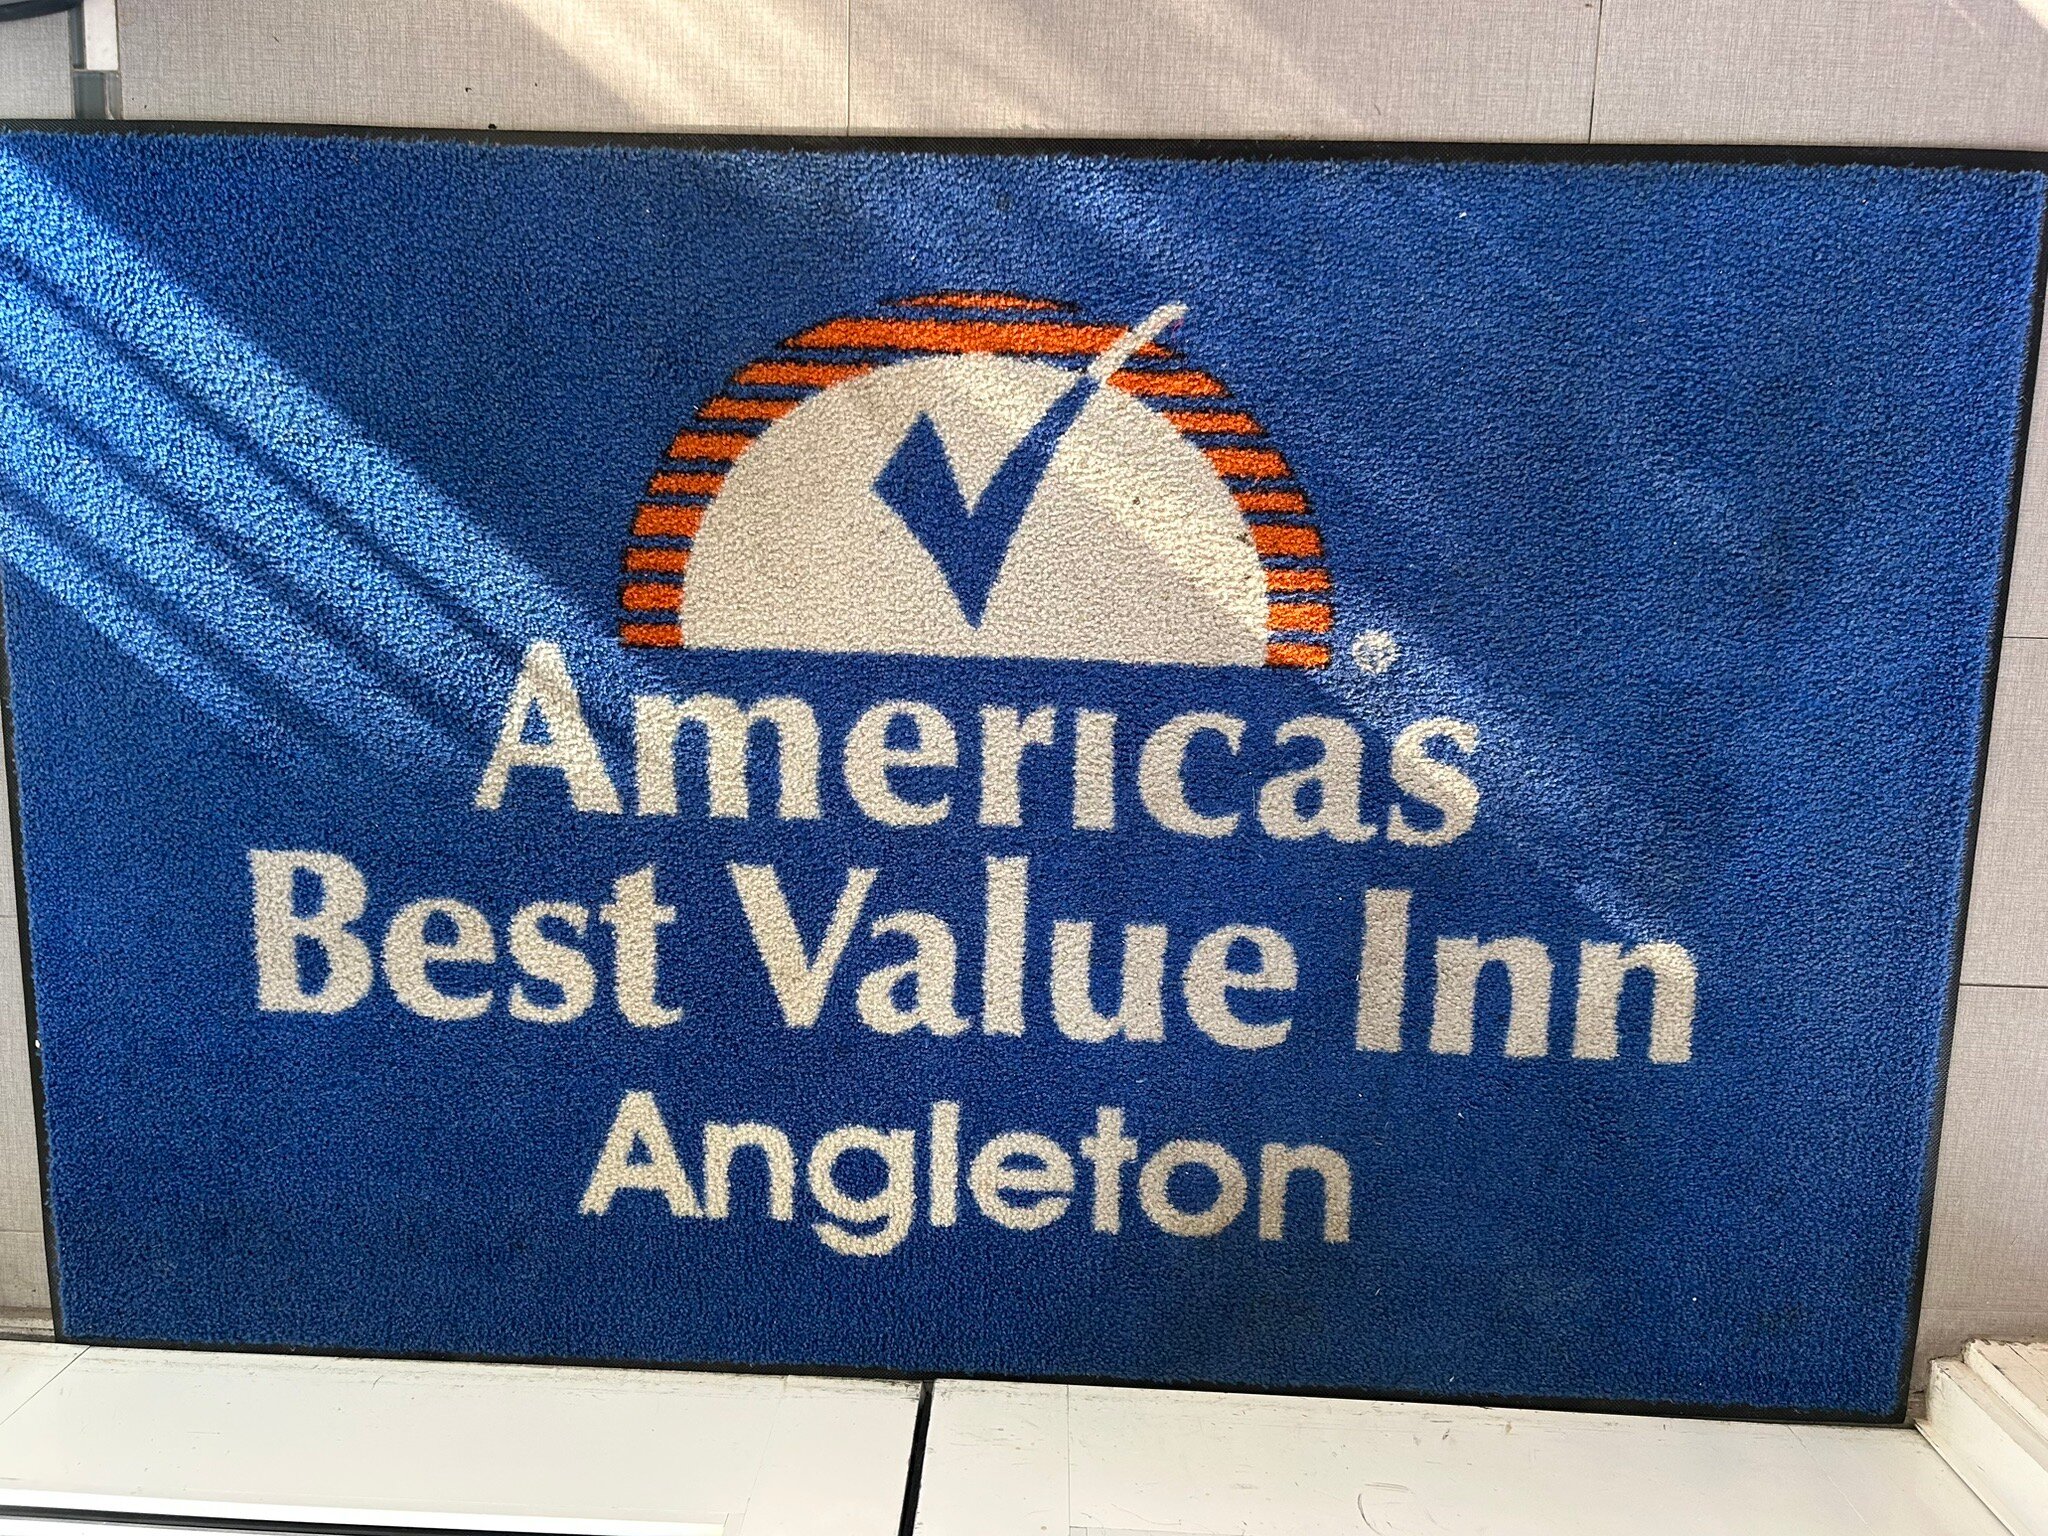 ®
Americas
Best Value Inn
Angleton